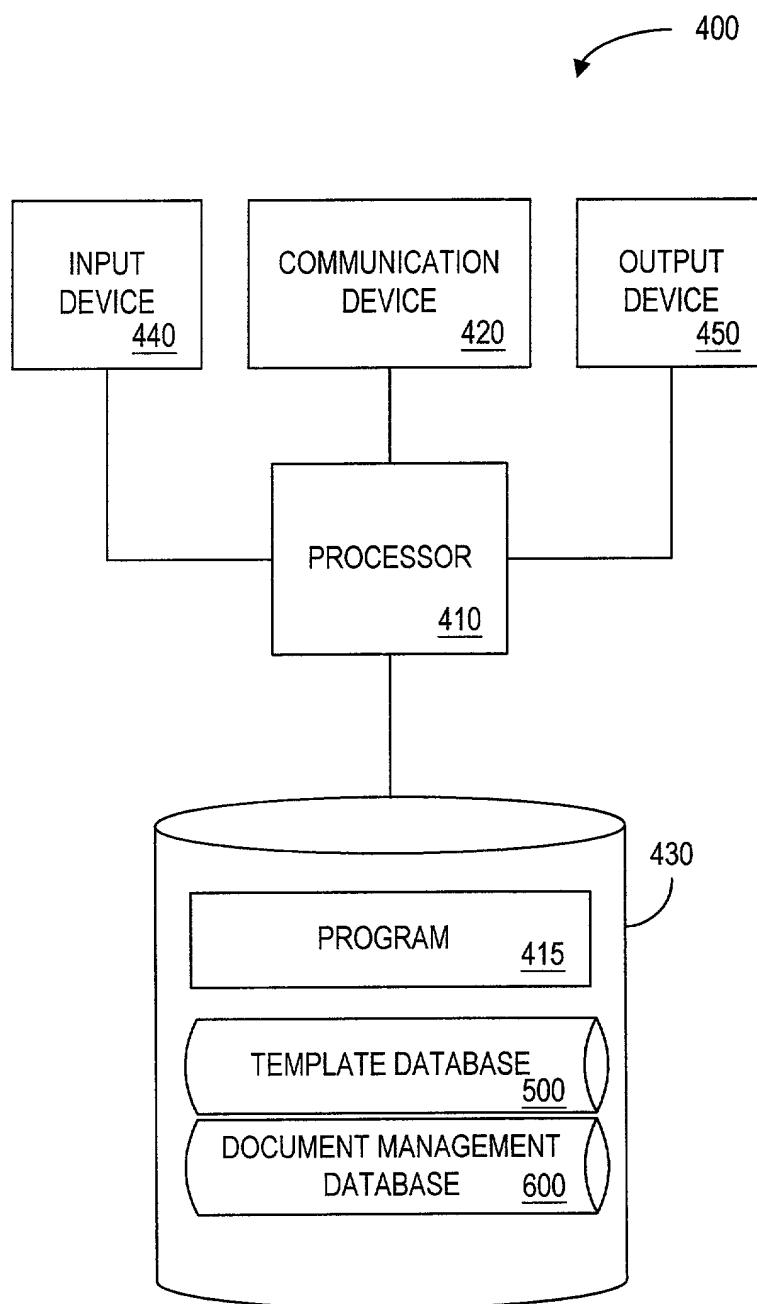 400
INPUT
DEVICE
440
COMMUNICATION
DEVICE
420
OUTPUT
DEVICE
450
PROCESSOR
410
430
PROGRAM
415
TEMPLATE DATABASE
500
DOCUMENT MANAGEMENT
DATABASE
600